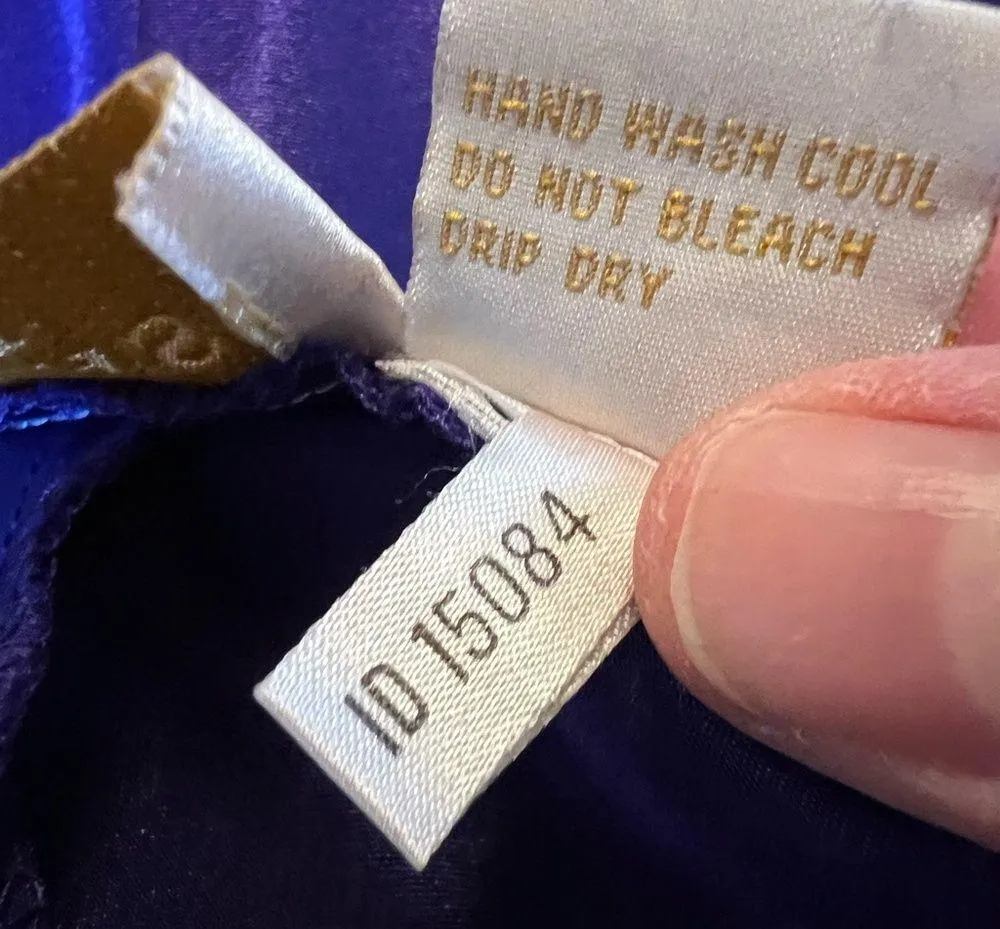 HAND WASH COOL
DO NOT BLEACH
DRIP DRY
ID 15084